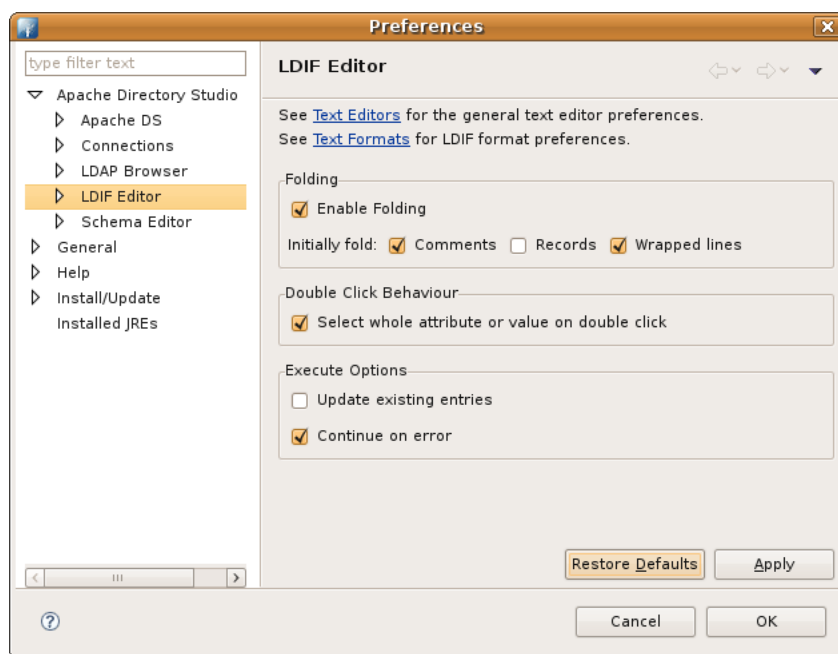 Preferences
type filter text
Apache Directory Studio
Apache DS
Connections
LDAP Browser
LDIF Editor
Schema Editor
General
Help
Install/Update
Installed JREs
LDIF Editor
See Text Editors for the general text editor preferences.
See Text Formats for LDIF format preferences.
Folding
Enable Folding
Initially fold: Comments Records Wrapped lines
Double Click Behaviour
Select whole attribute or value on double click
Execute Options
Update existing entries
Continue on error
Restore Defaults Apply
Cancel OK